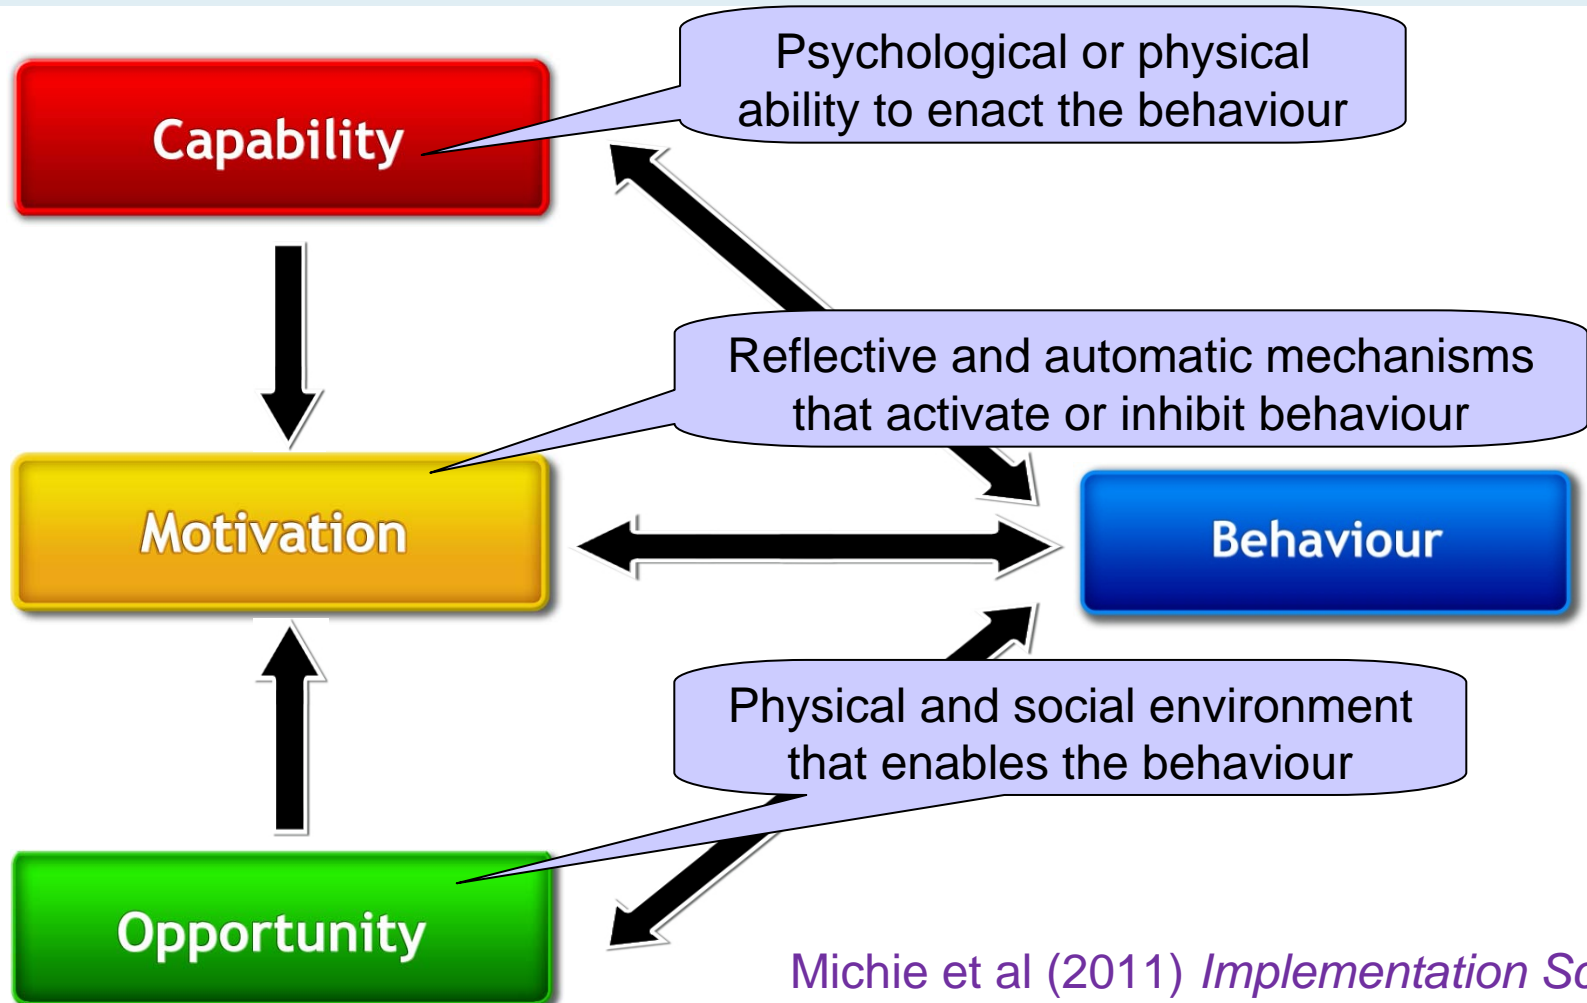 Psychological or physical
ability to enact the behaviour
Capability
Reflective and automatic mechanisms
that activate or inhibit behaviour
Motivation
Behaviour
Physical and social environment
that enables the behaviour
Opportunity
Michie et al (2011) Implementation